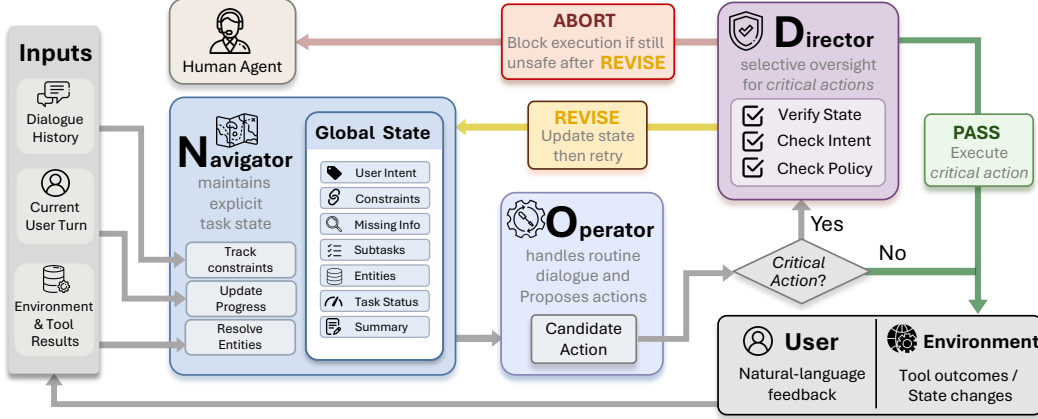 Inputs
Dialogue
History
Current
User Turn
Environment
& Tool
Results
Human Agent
Navigator
maintains
explicit
task state
Track
constraints
Update
Progress
Resolve
Entities
Global State
User Intent
Constraints
Missing Info
Subtasks
Entities
Task Status
Summary
ABORT
Block execution if still
unsafe after REVISE
REVISE
Update state
then retry
Operator
handles routine
dialogue and
Proposes actions
Candidate
Action
Director
selective oversight
for critical actions
Verify State
Check Intent
Check Policy
PASS
Execute
critical action
Yes
Critical
Action?
No
User
Natural-language
feedback
Environment
Tool outcomes /
State changes